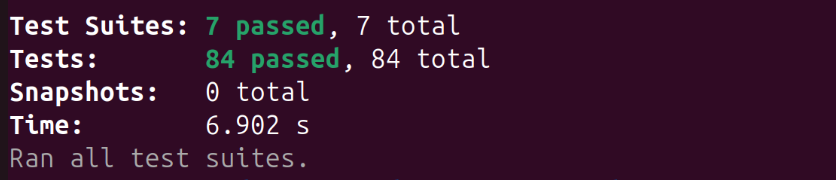 Test Suites: 7 passed, 7 total
Tests:       84 passed, 84 total
Snapshots:   0 total
Time:        6.902 s
Ran all test suites.